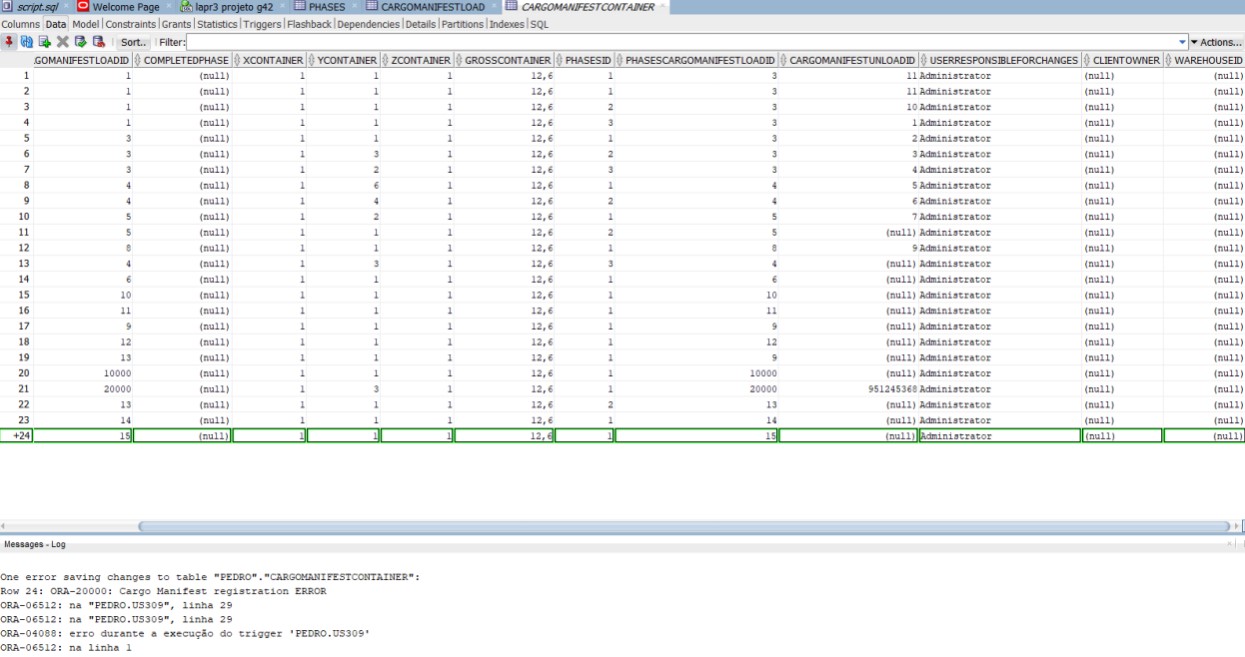 script.sql Welcome Page lapr3 projeto g42 PHASES CARGOMANIFESTLOAD CARGOMANIFESTCONTAINER
Columns Data Model Constraints Grants Statistics Triggers Flashback Dependencies Details Partitions Indexes SQL
Sort.. Filter: Actions...
GOMANIFESTLOADID COMPLETEDPHASE XCONTAINER YCONTAINER ZCONTAINER GROSSCONTAINER PHASESID PHASESCARGOMANIFESTLOADID CARGOMANIFESTUNLOADID USERRESPONSIBLEFORCHANGES CLIENTOWNER WAREHOUSEID
1 1 (null) 1 1 1 12,6 1 3 11 Administrator (null) (null)
2 1 (null) 1 1 1 12,6 1 3 11 Administrator (null) (null)
3 1 (null) 1 1 1 12,6 2 3 10 Administrator (null) (null)
4 1 (null) 1 1 1 12,6 3 3 1 Administrator (null) (null)
5 3 (null) 1 1 1 12,6 1 3 2 Administrator (null) (null)
6 3 (null) 1 3 1 12,6 2 3 3 Administrator (null) (null)
7 3 (null) 1 2 1 12,6 3 3 4 Administrator (null) (null)
8 4 (null) 1 6 1 12,6 1 4 5 Administrator (null) (null)
9 4 (null) 1 4 1 12,6 2 4 6 Administrator (null) (null)
10 5 (null) 1 2 1 12,6 1 5 7 Administrator (null) (null)
11 5 (null) 1 1 1 12,6 2 5 (null) Administrator (null) (null)
12 8 (null) 1 1 1 12,6 1 8 9 Administrator (null) (null)
13 4 (null) 1 3 1 12,6 3 4 (null) Administrator (null) (null)
14 6 (null) 1 1 1 12,6 1 6 (null) Administrator (null) (null)
15 10 (null) 1 1 1 12,6 1 10 (null) Administrator (null) (null)
16 11 (null) 1 1 1 12,6 1 11 (null) Administrator (null) (null)
17 9 (null) 1 1 1 12,6 1 9 (null) Administrator (null) (null)
18 12 (null) 1 1 1 12,6 1 12 (null) Administrator (null) (null)
19 13 (null) 1 1 1 12,6 1 9 (null) Administrator (null) (null)
20 10000 (null) 1 1 1 12,6 1 10000 (null) Administrator (null) (null)
21 20000 (null) 1 3 1 12,6 1 20000 951245368 Administrator (null) (null)
22 13 (null) 1 1 1 12,6 2 13 (null) Administrator (null) (null)
23 14 (null) 1 1 1 12,6 1 14 (null) Administrator (null) (null)
+24 15 (null) 1 1 1 12,6 1 15 (null) Administrator (null) (null)
Messages - Log
One error saving changes to table "PEDRO"."CARGOMANIFESTCONTAINER":
Row 24: ORA-20000: Cargo Manifest registration ERROR
ORA-06512: na "PEDRO.US309", linha 29
ORA-06512: na "PEDRO.US309", linha 29
ORA-04088: erro durante a execução do trigger 'PEDRO.US309'
ORA-06512: na linha 1